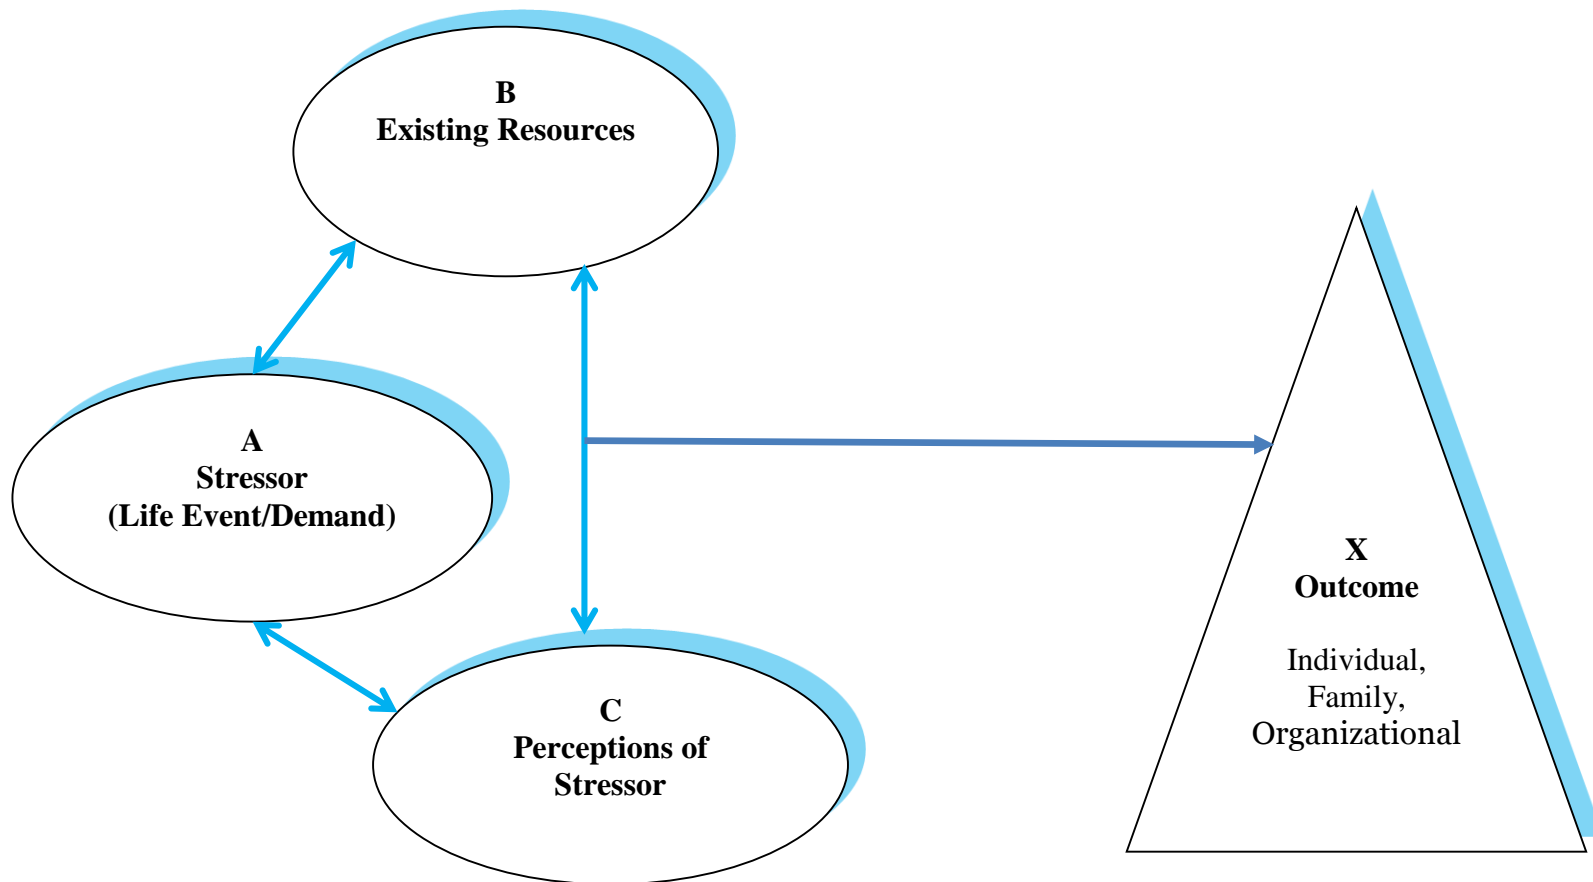 B
Existing Resources
A
Stressor
(Life Event/Demand)
C
Perceptions of
Stressor
X
Outcome
Individual,
Family,
Organizational